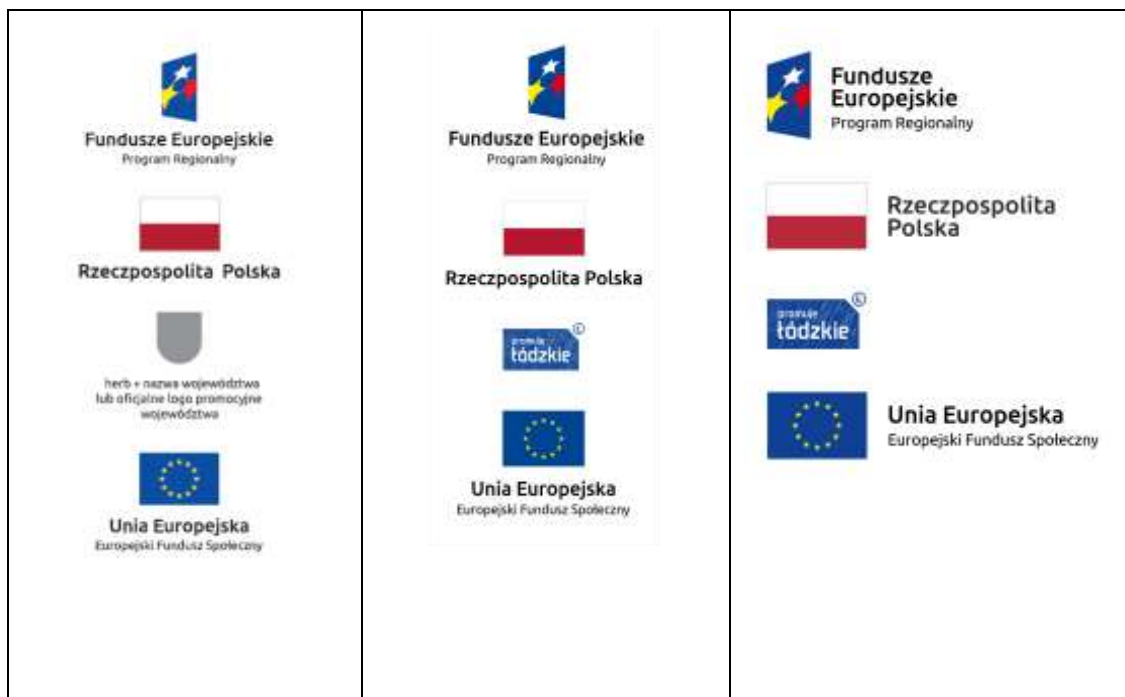 Fundusze Europejskie
Program Regionalny
Rzeczpospolita Polska
herb + nazwa województwa
lub oficjalne logo promocyjne
województwa
Unia Europejska
Europejski Fundusz Społeczny
Fundusze Europejskie
Program Regionalny
Rzeczpospolita Polska
promuje
łódzkie
Unia Europejska
Europejski Fundusz Społeczny
Fundusze
Europejskie
Program Regionalny
Rzeczpospolita
Polska
promuje
łódzkie
Unia Europejska
Europejski Fundusz Społeczny